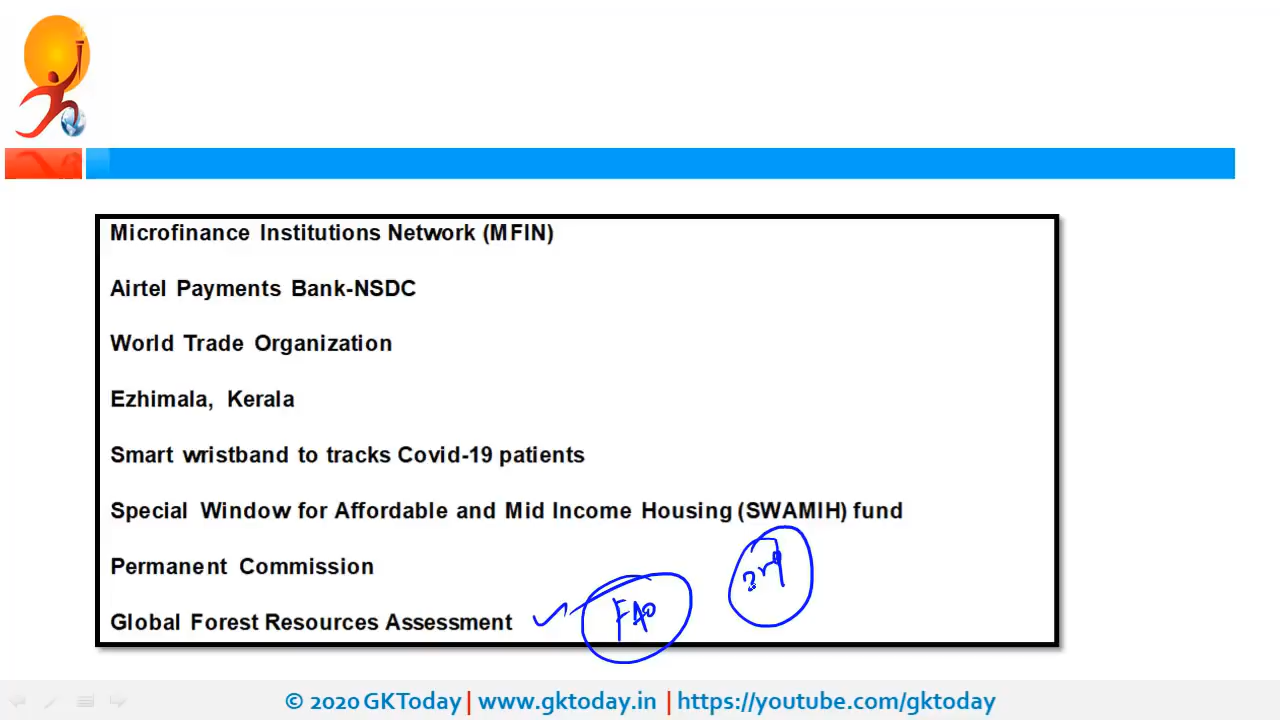 Microfinance Institutions Network (MFIN)
Airtel Payments Bank-NSDC
World Trade Organization
Ezhimala, Kerala
Smart wristband to tracks Covid-19 patients
Special Window for Affordable and Mid Income Housing (SWAMIH) fund
Permanent Commission
3rd
Global Forest Resources Assessment FAO
© 2020 GKToday | www.gktoday.in | https://youtube.com/gktoday